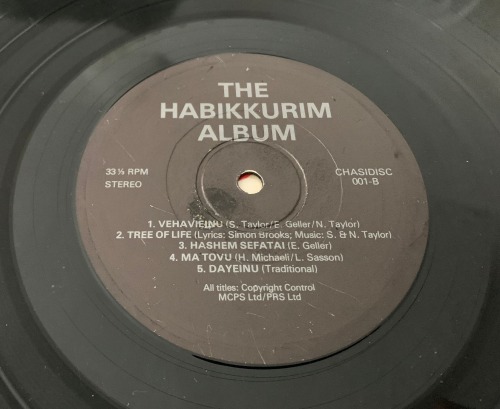 THE
HABIKKURIM
ALBUM
33 ⅓ RPM
STEREO
CHASIDISC
001-B
1. VEHAVIEINU (S. Taylor/E. Geller/N. Taylor)
2. TREE OF LIFE (Lyrics: Simon Brooks; Music: S. & N. Taylor)
3. HASHEM SEFATAI (E. Geller)
4. MA TOVU (H. Michaeli/L. Sasson)
5. DAYEINU (Traditional)
All titles: Copyright Control
MCPS Ltd/PRS Ltd